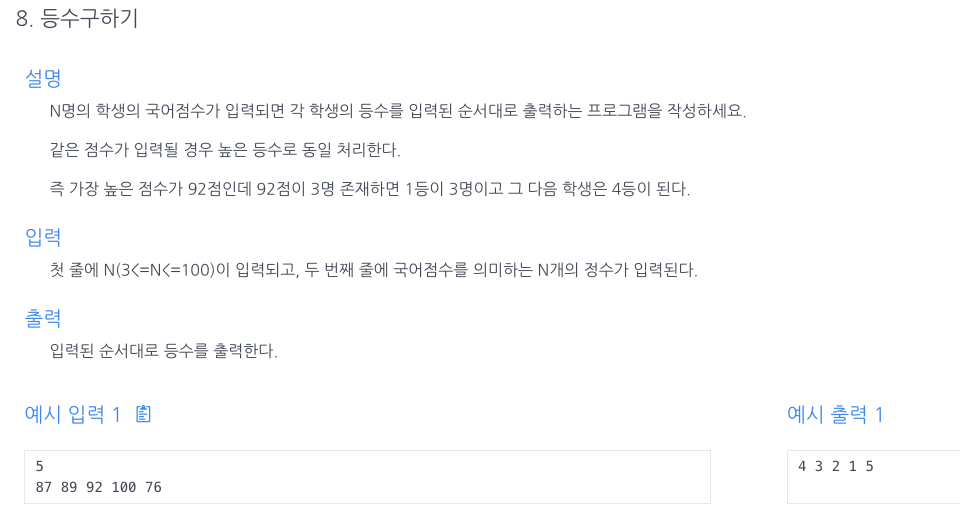 8. 등수구하기
설명
N명의 학생의 국어점수가 입력되면 각 학생의 등수를 입력된 순서대로 출력하는 프로그램을 작성하세요.
같은 점수가 입력될 경우 높은 등수로 동일 처리한다.
즉 가장 높은 점수가 92점인데 92점이 3명 존재하면 1등이 3명이고 그 다음 학생은 4등이 된다.
입력
첫 줄에 N(3<=N<=100)이 입력되고, 두 번째 줄에 국어점수를 의미하는 N개의 정수가 입력된다.
출력
입력된 순서대로 등수를 출력한다.
예시 입력 1
5
87 89 92 100 76
예시 출력 1
4 3 2 1 5